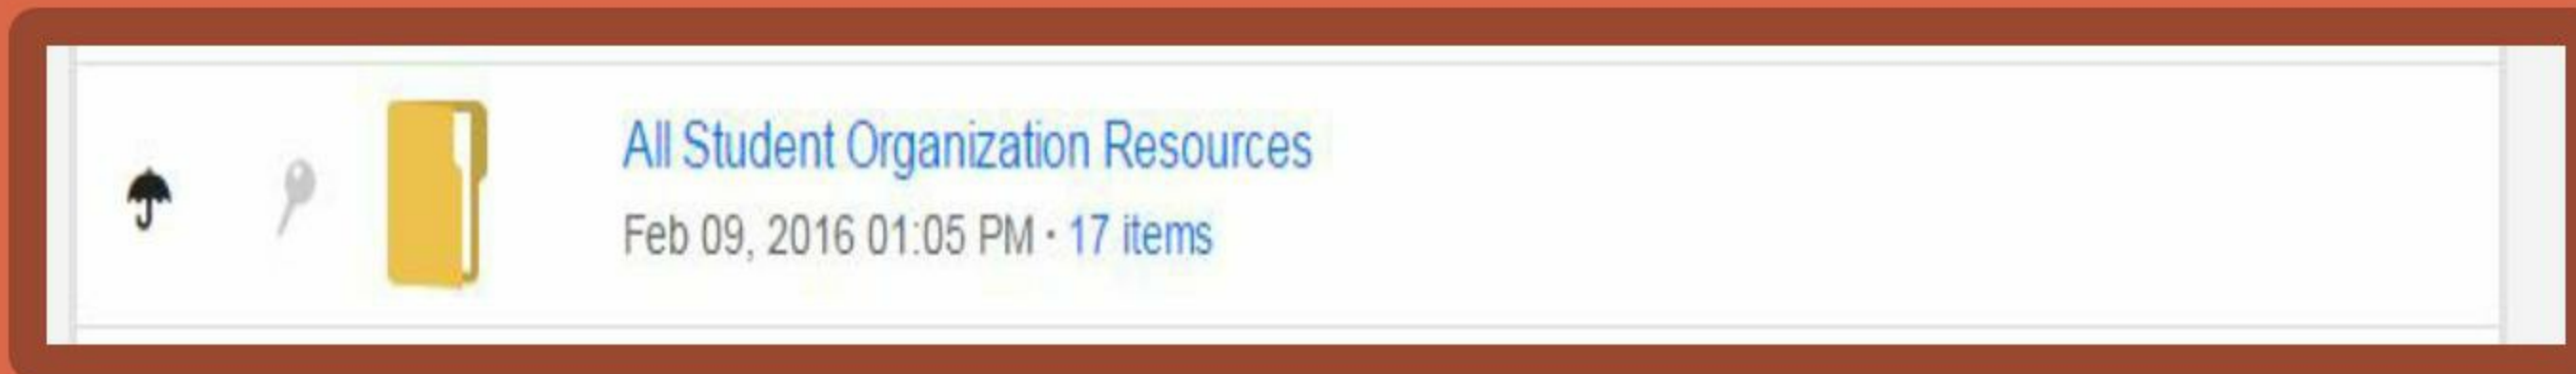 All Student Organization Resources
Feb 09, 2016 01:05 PM · 17 items